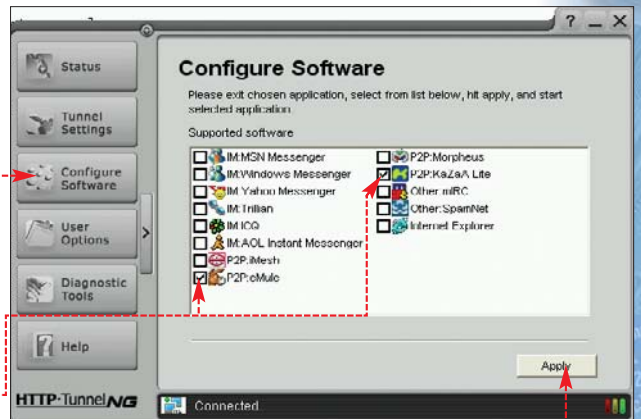 ? _ X
Status
Tunnel
Settings
Configure
Software
User
Options
Diagnostic
Tools
Help
HTTP-Tunnel NG
Configure Software
Please exit chosen application, select from list below, hit apply, and start
selected application.
Supported software
IM:MSN Messenger
IM:Windows Messenger
IM:Yahoo Messenger
IM:Trillian
IM:ICQ
IM:AOL Instant Messenger
P2P:iMesh
P2P:eMule
P2P:Morpheus
P2P:KaZaA Lite
Other:mIRC
Other:SpamNet
Internet Explorer
Apply
Connected.